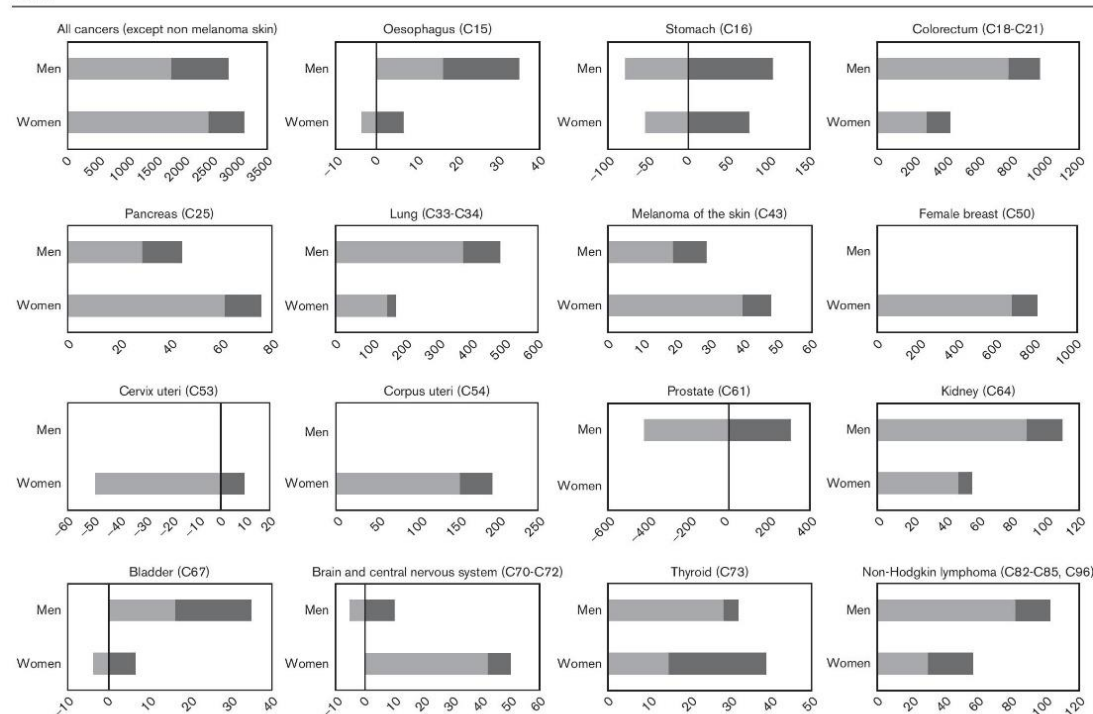 All cancers (except non melanoma skin)
Men
Women
0 500 1000 1500 2000 2500 3000 3500
Oesophagus (C15)
−10 0 10 20 30 40
Stomach (C16)
Men
Women
−100 −50 0 50 100 150
Colorectum (C18-C21)
Men
Women
0 200 400 600 800 1000 1200
Pancreas (C25)
Men
Women
0 20 40 60 80
Lung (C33-C34)
Men
Women
0 100 200 300 400 500 600
Melanoma of the skin (C43)
Men
Women
0 10 20 30 40 50 60
Female breast (C50)
Men
Women
0 200 400 600 800 1000
Cervix uteri (C53)
Men
Women
−60 −50 −40 −30 −20 −10 0 10 20
Corpus uteri (C54)
Men
Women
0 50 100 150 200 250
Prostate (C61)
Men
Women
−600 −400 −200 0 200 400
Kidney (C64)
Men
Women
0 20 40 60 80 100 120
Bladder (C67)
Men
Women
−10 0 10 20 30 40
Brain and central nervous system (C70-C72)
Men
Women
−10 0 10 20 30 40 50 60
Thyroid (C73)
Men
Women
0 10 20 30 40 50
Non-Hodgkin lymphoma (C82-C85, C96)
Men
Women
0 20 40 60 80 100 120